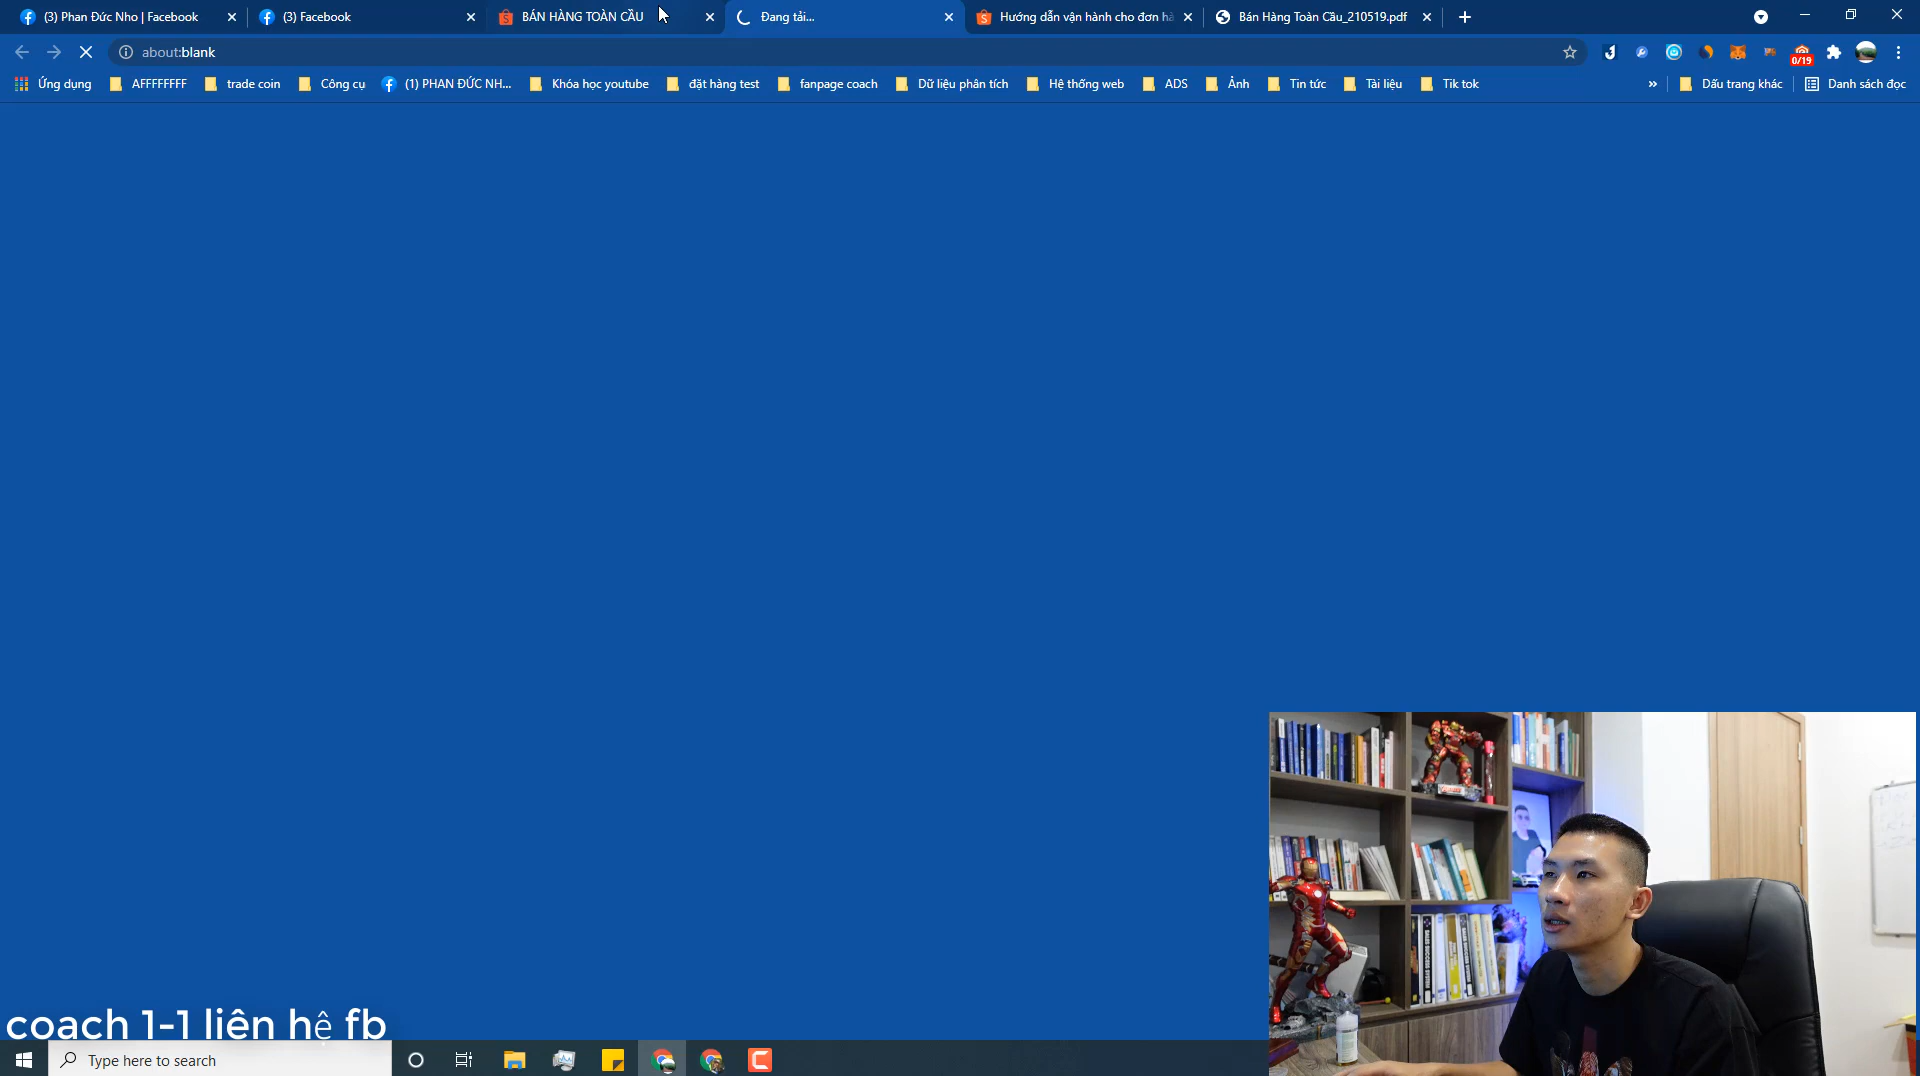 (3) Phan Đức Nho | Facebook
(3) Facebook
BÁN HÀNG TOÀN CẦU
Đang tải...
Hướng dẫn vận hành cho đơn hà
Bán Hàng Toàn Cầu_210519.pdf
about:blank
0/19
Ứng dụng
AFFFFFFFF
trade coin
Công cụ
(1) PHAN ĐỨC NH...
Khóa học youtube
đặt hàng test
fanpage coach
Dữ liệu phân tích
Hệ thống web
ADS
Ảnh
Tin tức
Tài liệu
Tik tok
»
Dấu trang khác
Danh sách đọc
coach 1-1 liên hệ fb
Type here to search